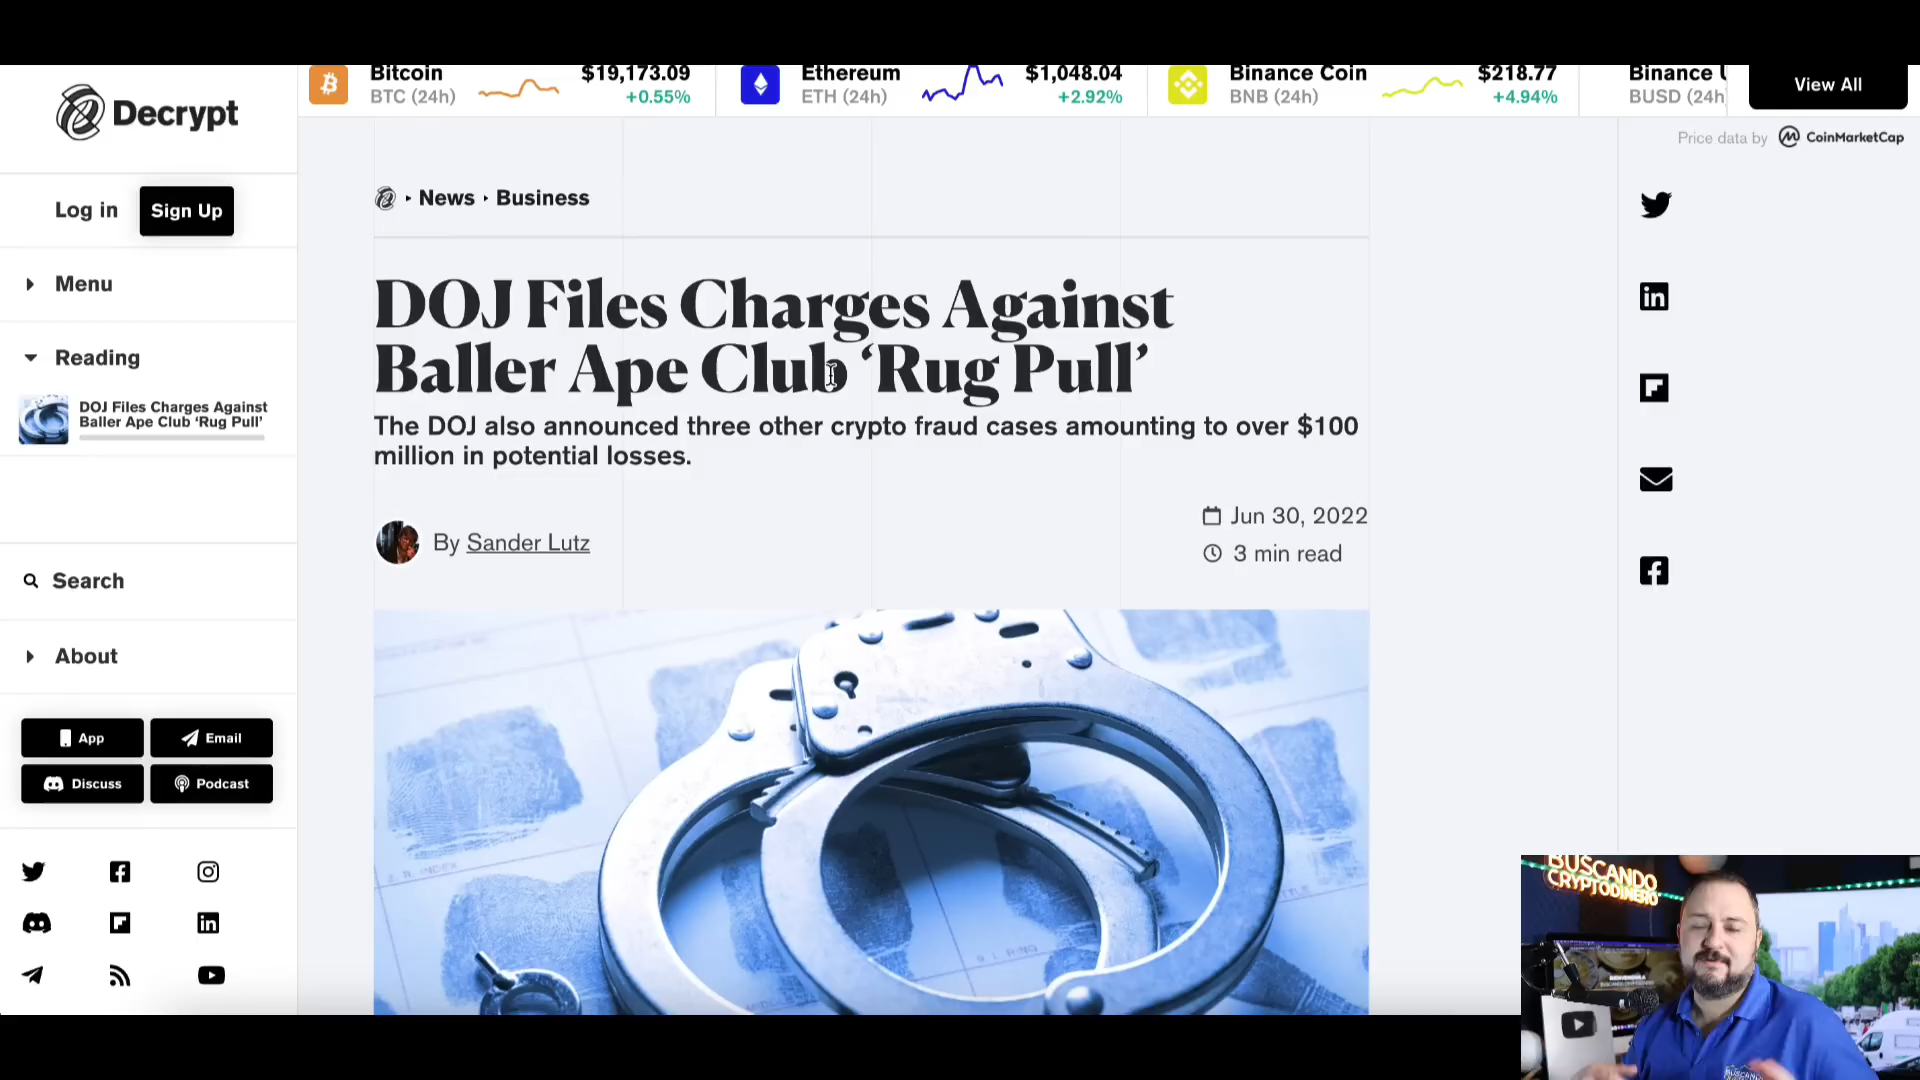 Decrypt
Log in
Sign Up
Menu
Reading
DOJ Files Charges Against
Baller Ape Club ‘Rug Pull’
Search
About
App
Email
Discuss
Podcast
Bitcoin
BTC (24h)
$19,173.09
+0.55%
Ethereum
ETH (24h)
$1,048.04
+2.92%
Binance Coin
BNB (24h)
$218.77
+4.94%
Binance
BUSD (24h
View All
Price data by CoinMarketCap
News
Business
DOJ Files Charges Against
Baller Ape Club ‘Rug Pull’
The DOJ also announced three other crypto fraud cases amounting to over $100
million in potential losses.
By Sander Lutz
Jun 30, 2022
3 min read
BUSCANDO
CRYPTODINERO